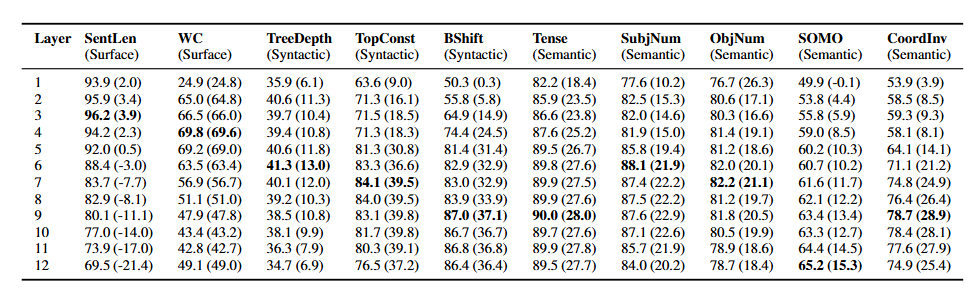 Layer SentLen WC TreeDepth TopConst BShift Tense SubjNum ObjNum SOMO CoordInv
(Surface) (Surface) (Syntactic) (Syntactic) (Syntactic) (Semantic) (Semantic) (Semantic) (Semantic) (Semantic)
1 93.9 (2.0) 24.9 (24.8) 35.9 (6.1) 63.6 (9.0) 50.3 (0.3) 82.2 (18.4) 77.6 (10.2) 76.7 (26.3) 49.9 (-0.1) 53.9 (3.9)
2 95.9 (3.4) 65.0 (64.8) 40.6 (11.3) 71.3 (16.1) 55.8 (5.8) 85.9 (23.5) 82.5 (15.3) 80.6 (17.1) 53.8 (4.4) 58.5 (8.5)
3 96.2 (3.9) 66.5 (66.0) 39.7 (10.4) 71.5 (18.5) 64.9 (14.9) 86.6 (23.8) 82.0 (14.6) 80.3 (16.6) 55.8 (5.9) 59.3 (9.3)
4 94.2 (2.3) 69.8 (69.6) 39.4 (10.8) 71.3 (18.3) 74.4 (24.5) 87.6 (25.2) 81.9 (15.0) 81.4 (19.1) 59.0 (8.5) 58.1 (8.1)
5 92.0 (0.5) 69.2 (69.0) 40.6 (11.8) 81.3 (30.8) 81.4 (31.4) 89.5 (26.7) 85.8 (19.4) 81.2 (18.6) 60.2 (10.3) 64.1 (14.1)
6 88.4 (-3.0) 63.5 (63.4) 41.3 (13.0) 83.3 (36.6) 82.9 (32.9) 89.8 (27.6) 88.1 (21.9) 82.0 (20.1) 60.7 (10.2) 71.1 (21.2)
7 83.7 (-7.7) 56.9 (56.7) 40.1 (12.0) 84.1 (39.5) 83.0 (32.9) 89.9 (27.5) 87.4 (22.2) 82.2 (21.1) 61.6 (11.7) 74.8 (24.9)
8 82.9 (-8.1) 51.1 (51.0) 39.2 (10.3) 84.0 (39.5) 83.9 (33.9) 89.9 (27.6) 87.5 (22.2) 81.2 (19.7) 62.1 (12.2) 76.4 (26.4)
9 80.1 (-11.1) 47.9 (47.8) 38.5 (10.8) 83.1 (39.8) 87.0 (37.1) 90.0 (28.0) 87.6 (22.9) 81.8 (20.5) 63.4 (13.4) 78.7 (28.9)
10 77.0 (-14.0) 43.4 (43.2) 38.1 (9.9) 81.7 (39.8) 86.7 (36.7) 89.7 (27.6) 87.1 (22.6) 80.5 (19.9) 63.3 (12.7) 78.4 (28.1)
11 73.9 (-17.0) 42.8 (42.7) 36.3 (7.9) 80.3 (39.1) 86.8 (36.8) 89.9 (27.8) 85.7 (21.9) 78.9 (18.6) 64.4 (14.5) 77.6 (27.9)
12 69.5 (-21.4) 49.1 (49.0) 34.7 (6.9) 76.5 (37.2) 86.4 (36.4) 89.5 (27.7) 84.0 (20.2) 78.7 (18.4) 65.2 (15.3) 74.9 (25.4)